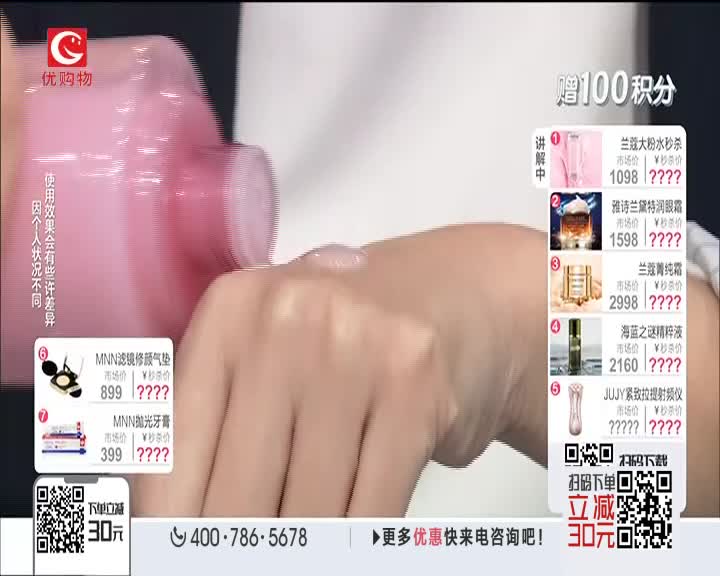 优购物
赠100积分
使用效果会有些许差异
因个人状况不同
讲解中
1
兰蔻大粉水秒杀
市场价 ¥秒杀价
1098 ????
2
雅诗兰黛特润眼霜
市场价 ¥秒杀价
1598 ????
3
兰蔻菁纯霜
市场价 ¥秒杀价
2998 ????
4
海蓝之谜精粹液
市场价 ¥秒杀价
2160 ????
5
JUJY紧致拉提射频仪
市场价 ¥秒杀价
????? ????
6
MNN滤镜修颜气垫
市场价 ¥秒杀价
899 ????
7
MNN抛光牙膏
市场价 ¥秒杀价
399 ????
下单立减
30元
扫码下载
扫码下单
立减
30元
400·786·5678
更多优惠快来电咨询吧！